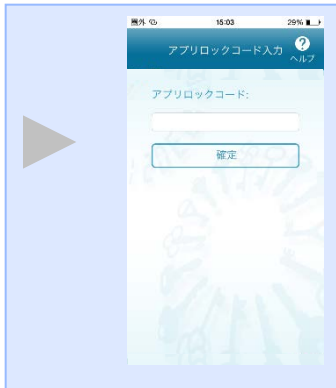 圏外 15:03 29%
アプリロックコード入力 ?
ヘルプ
アプリロックコード:
確定